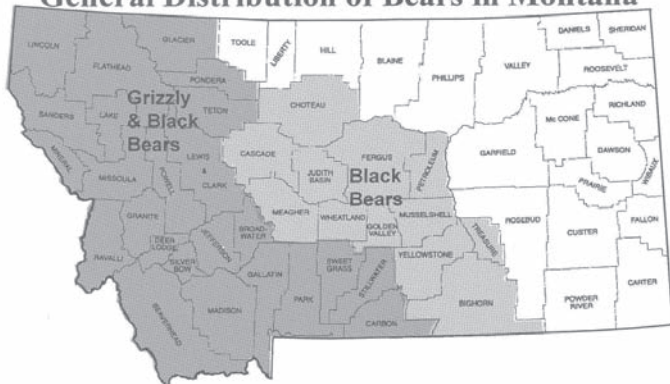 General Distribution of Bears in Montana
LINCOLN
FLATHEAD
GLACIER
TOOLE
LIBERTY
HILL
BLAINE
PHILLIPS
VALLEY
DANIELS
SHERIDAN
ROOSEVELT
PONDERA
TETON
CHOTEAU
SANDERS
LAKE
Grizzly
& Black
Bears
MINERAL
MISSOULA
POWELL
LEWIS
&
CLARK
CASCADE
JUDITH
BASIN
FERGUS
PETROLEUM
Black
Bears
GARFIELD
Mc CONE
RICHLAND
DAWSON
WIBAUX
PRAIRIE
MEAGHER
WHEATLAND
GOLDEN
VALLEY
MUSSELSHELL
TREASURE
ROSEBUD
CUSTER
FALLON
RAVALLI
GRANITE
DEER
LODGE
SILVER
BOW
JEFFERSON
BROAD-
WATER
BEAVERHEAD
MADISON
GALLATIN
PARK
SWEET
GRASS
STILLWATER
CARBON
YELLOWSTONE
BIGHORN
POWDER
RIVER
CARTER